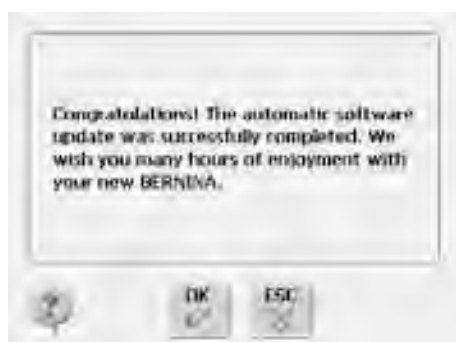 Congratulations! The automatic software
update was successfully completed. We
wish you many hours of enjoyment with
your new BERNINA.
?
OK ESC